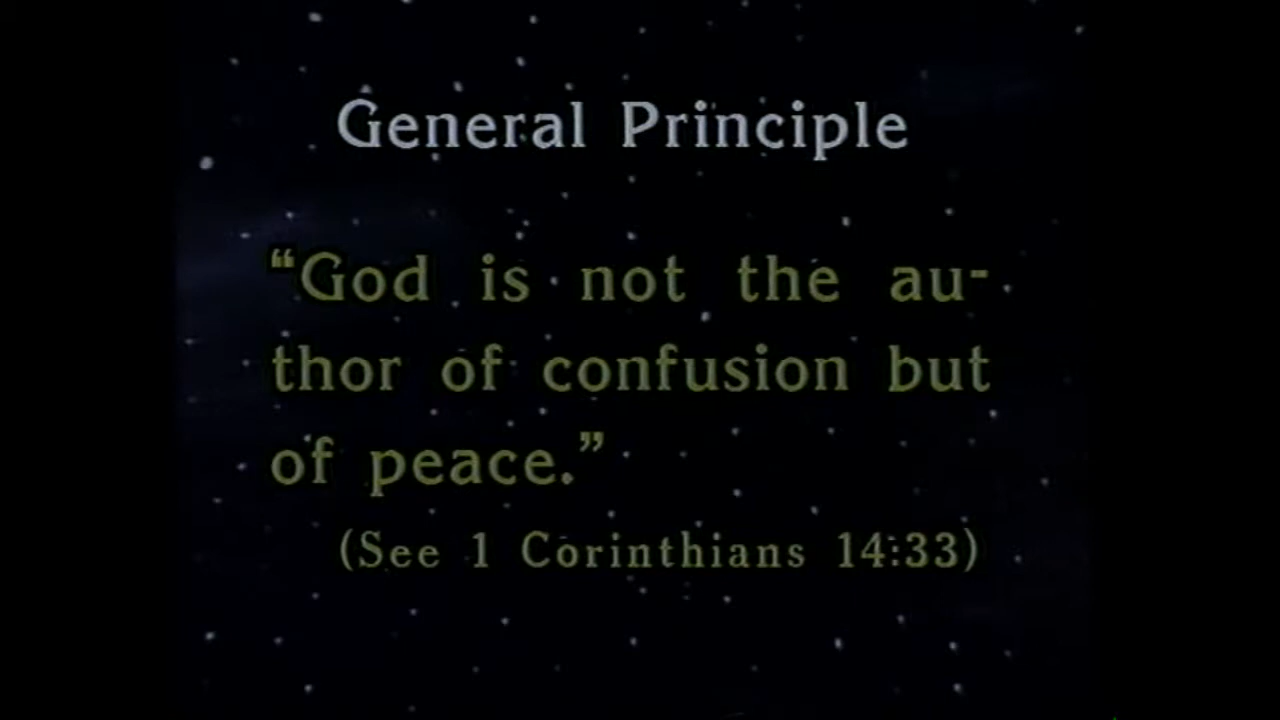 General Principle
“God is not the au-
thor of confusion but
of peace.”
(See 1 Corinthians 14:33)